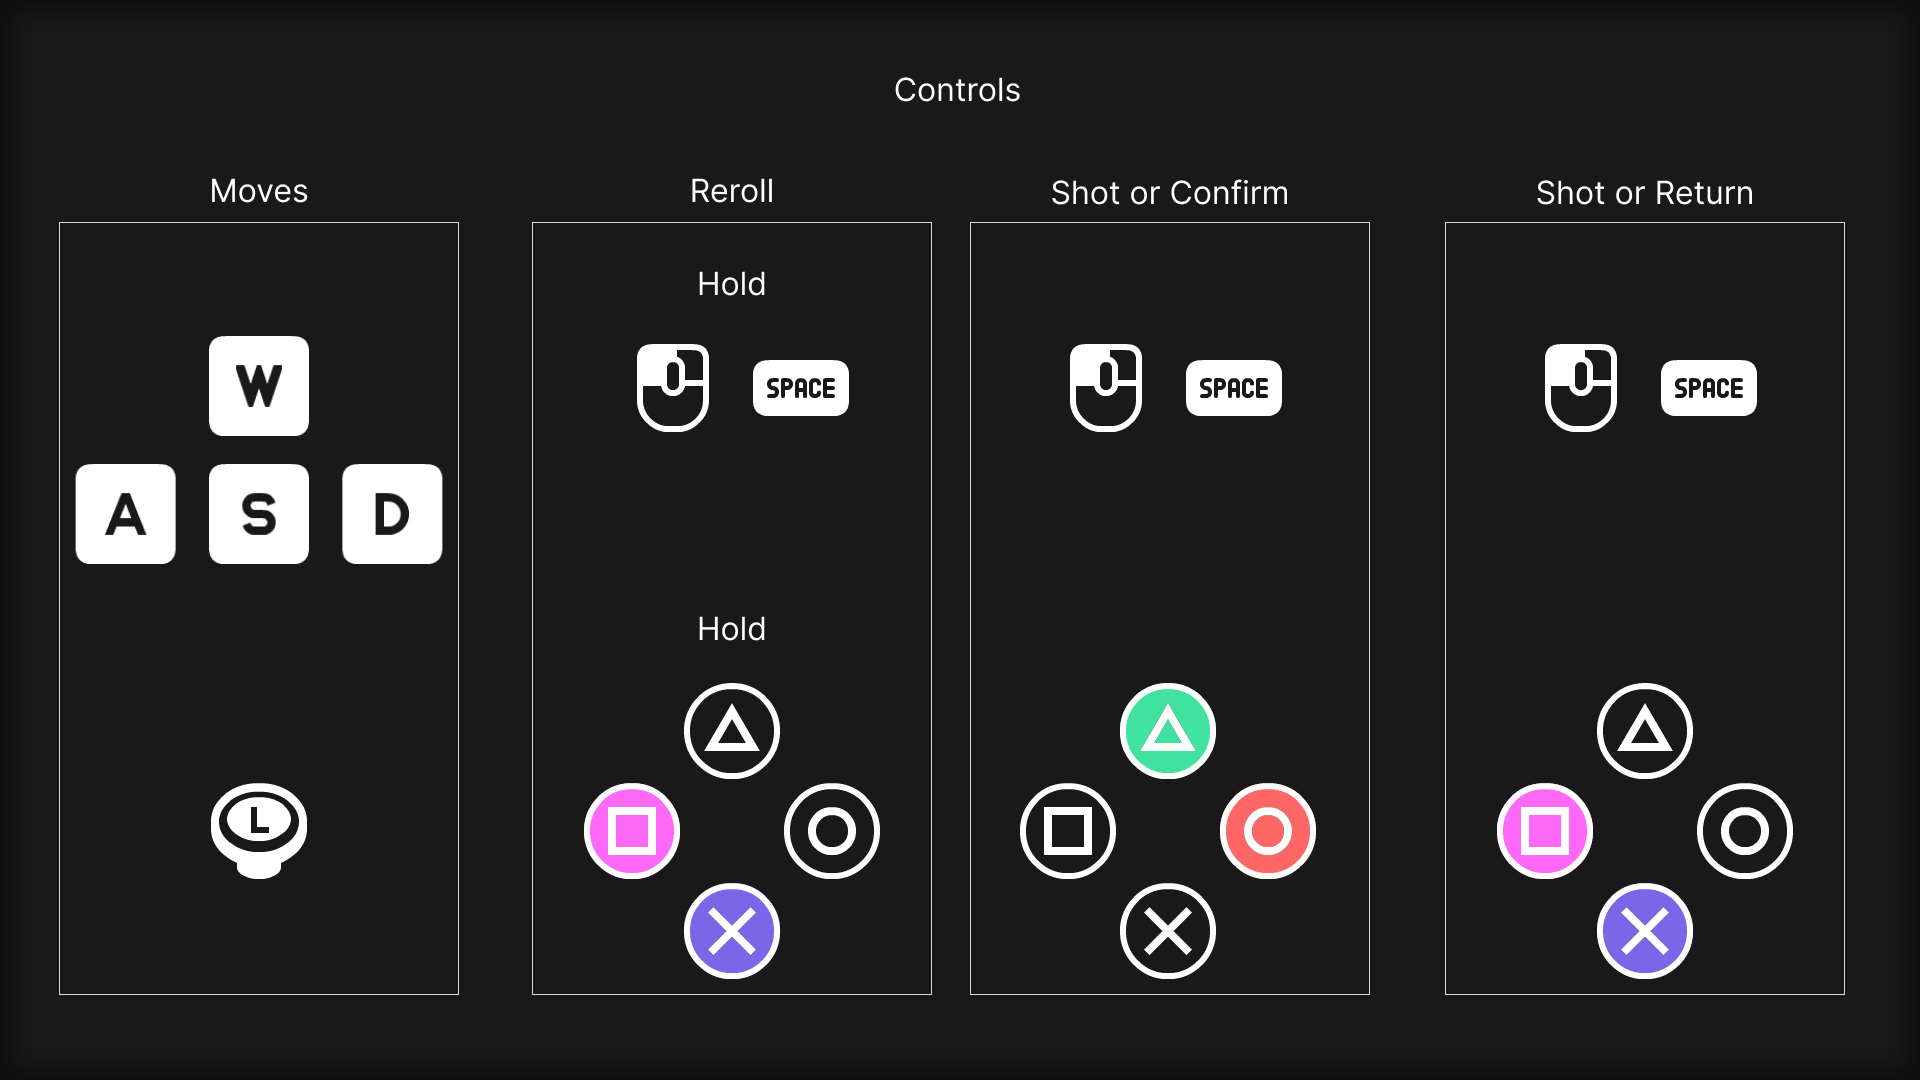 Controls
Moves
Reroll
Shot or Confirm
Shot or Return
Hold
W
SPACE
SPACE
SPACE
A S D
Hold
L